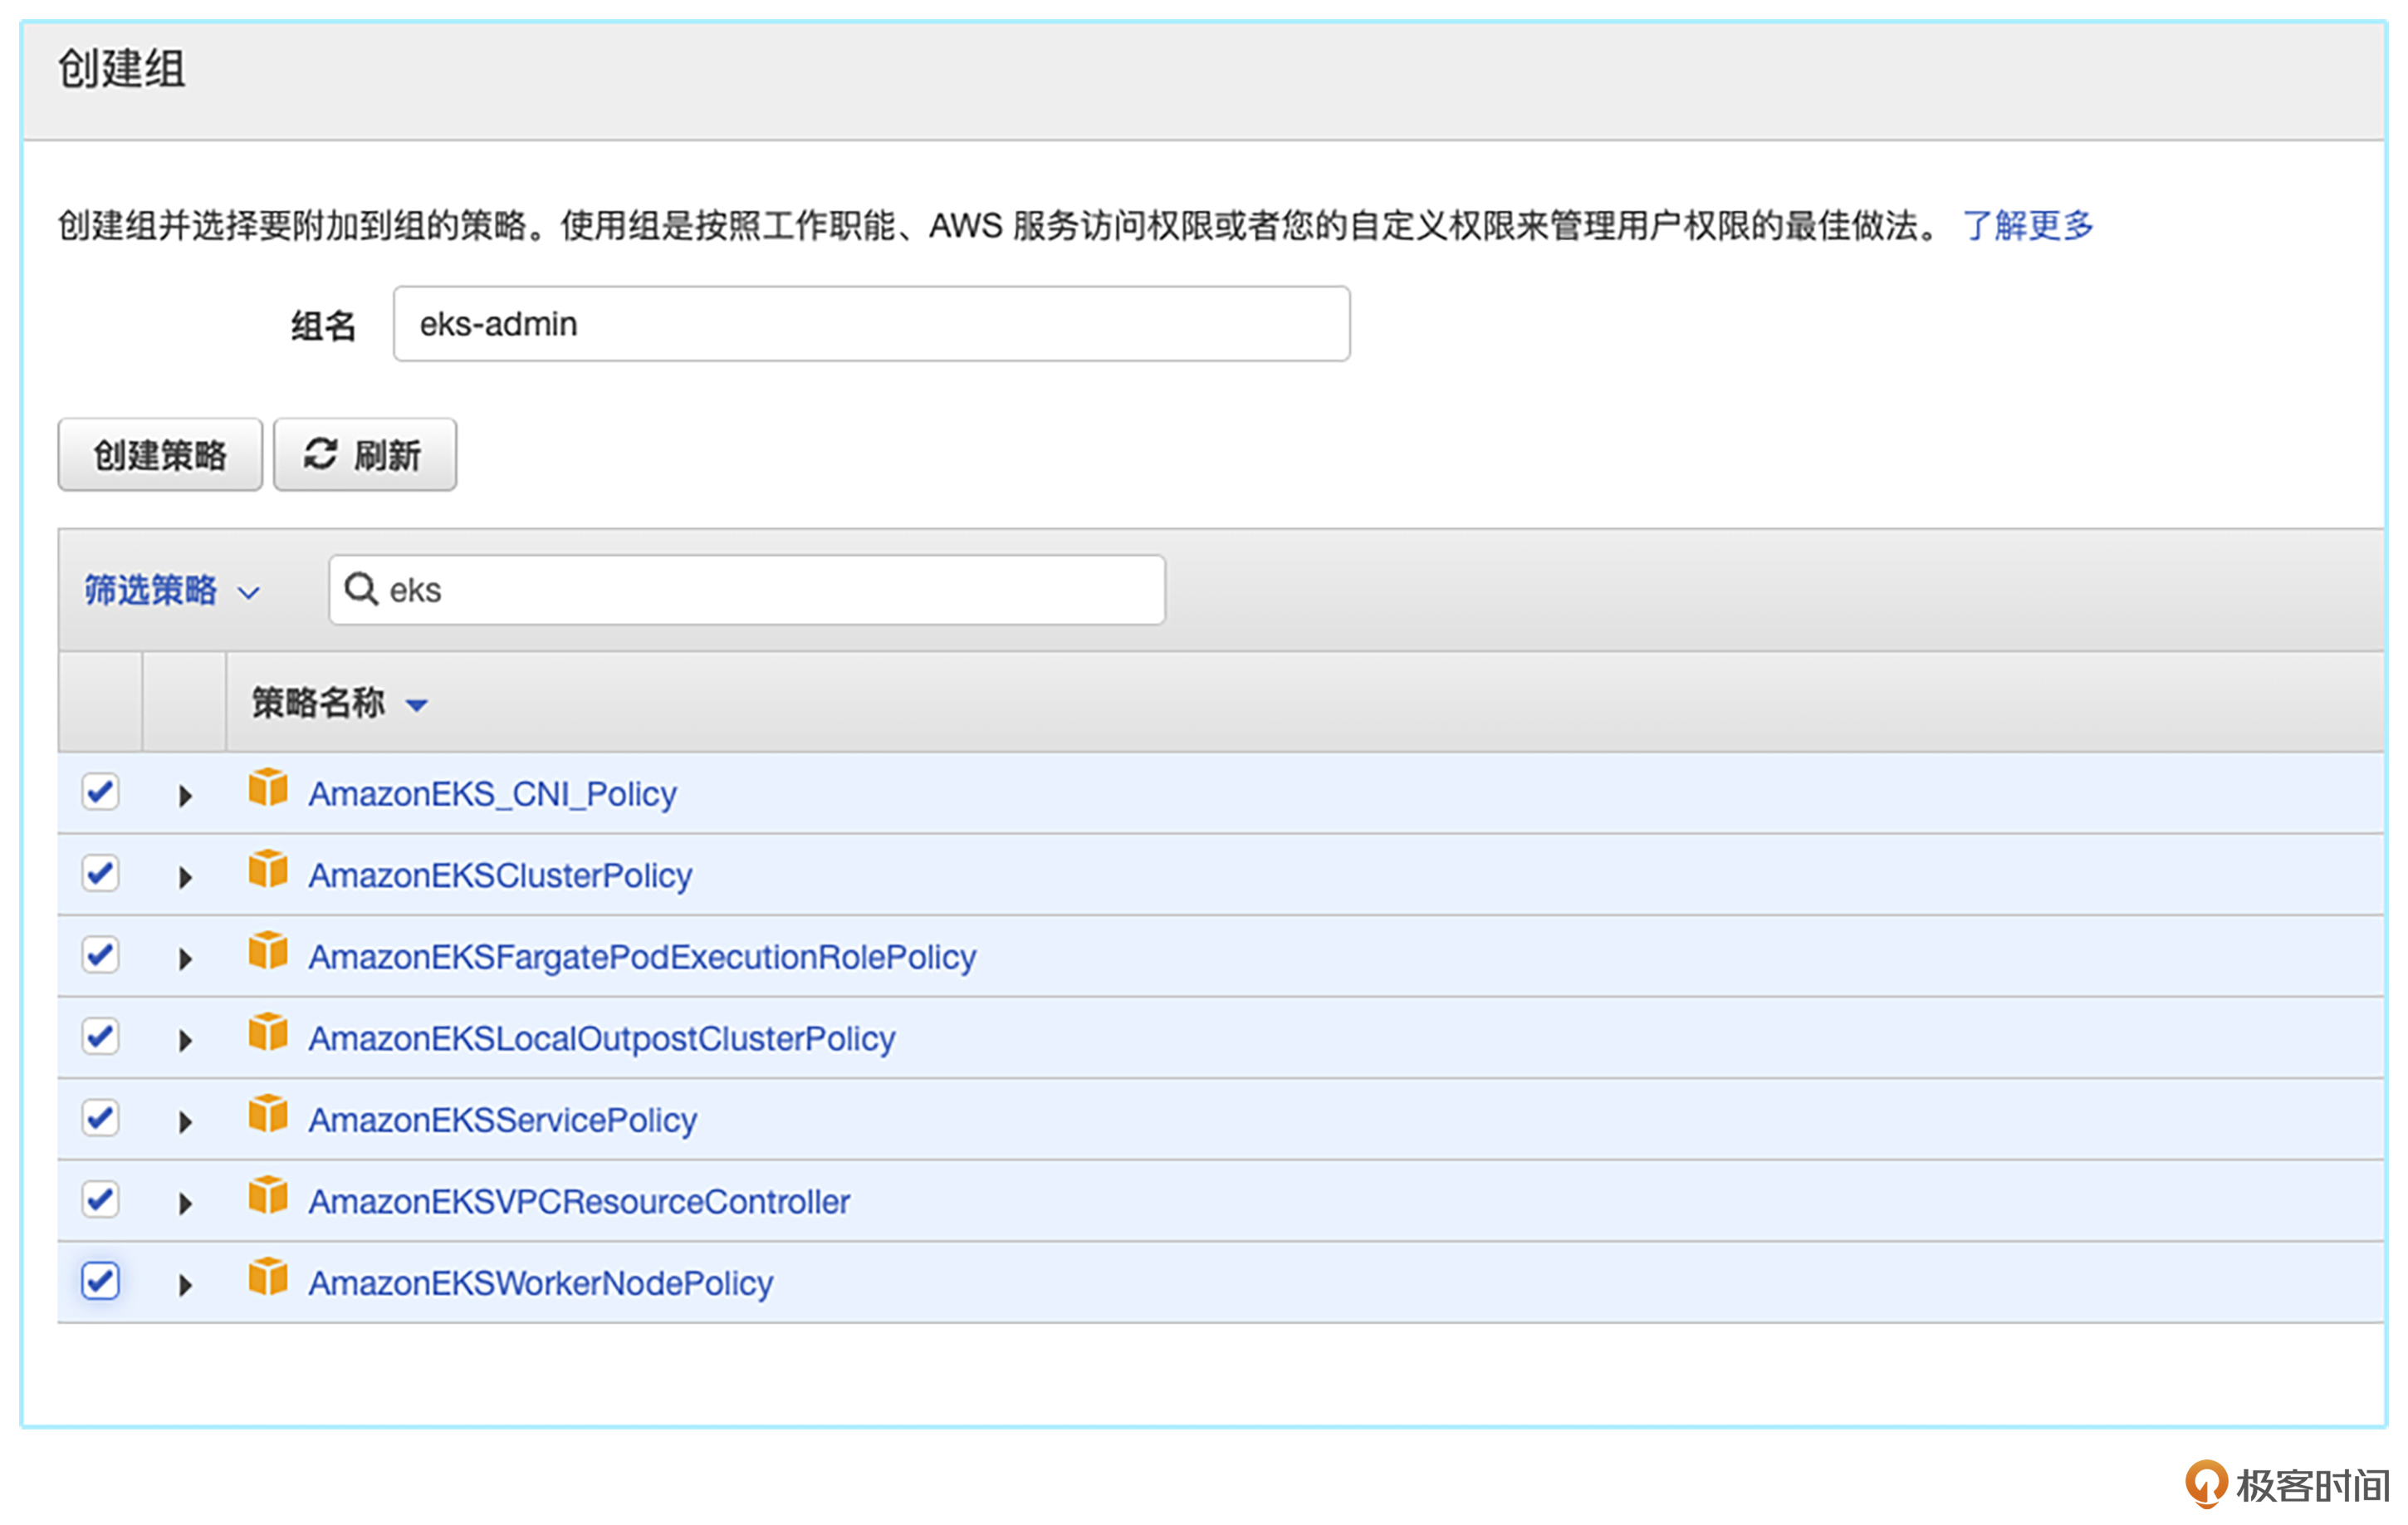 创建组
创建组并选择要附加到组的策略。使用组是按照工作职能、AWS 服务访问权限或者您的自定义权限来管理用户权限的最佳做法。 了解更多
组名 eks-admin
创建策略 刷新
筛选策略 eks
策略名称
AmazonEKS_CNI_Policy
AmazonEKSClusterPolicy
AmazonEKSFargatePodExecutionRolePolicy
AmazonEKSLocalOutpostClusterPolicy
AmazonEKSServicePolicy
AmazonEKSVPCResourceController
AmazonEKSWorkerNodePolicy
极客时间